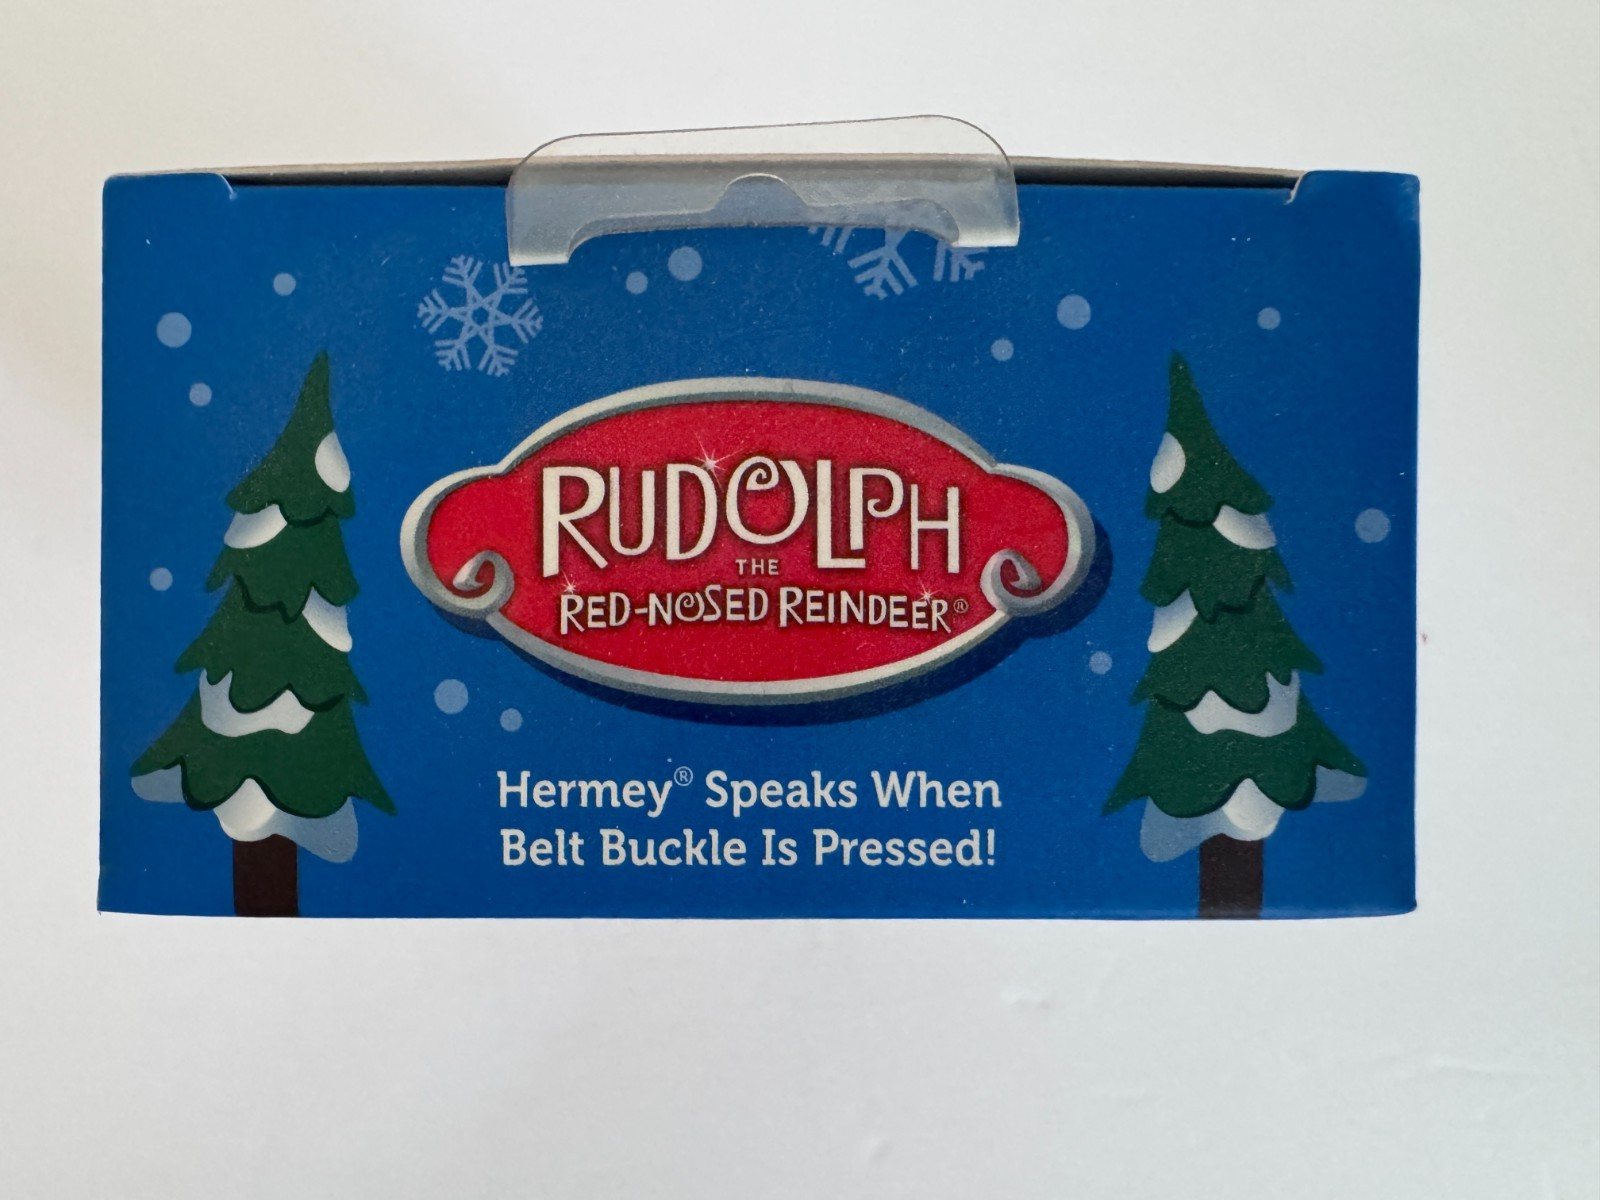 RUDOLPH
THE
RED-NOSED REINDEER®
Hermey® Speaks When
Belt Buckle Is Pressed!